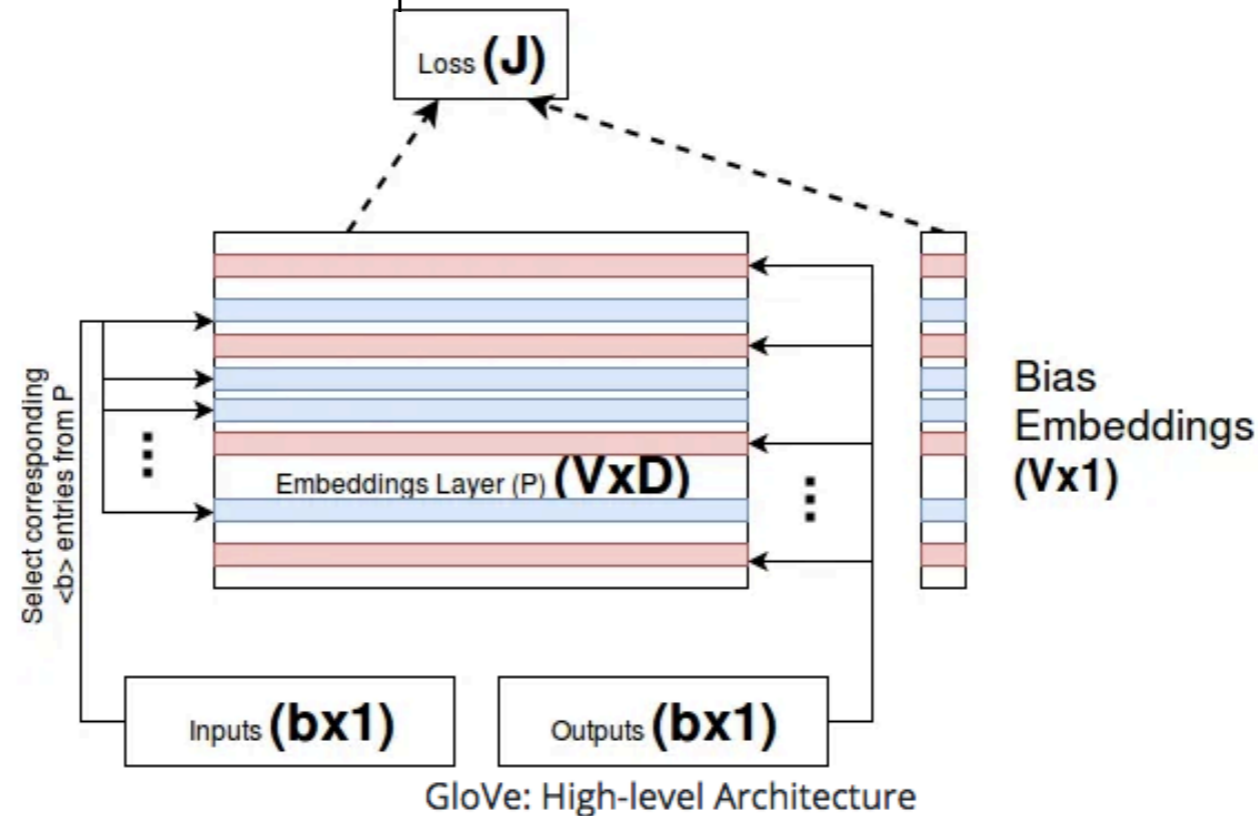 Loss (J)
Select corresponding
<b> entries from P
Embeddings Layer (P) (VxD)
Bias
Embeddings
(Vx1)
Inputs (bx1)
Outputs (bx1)
GloVe: High-level Architecture